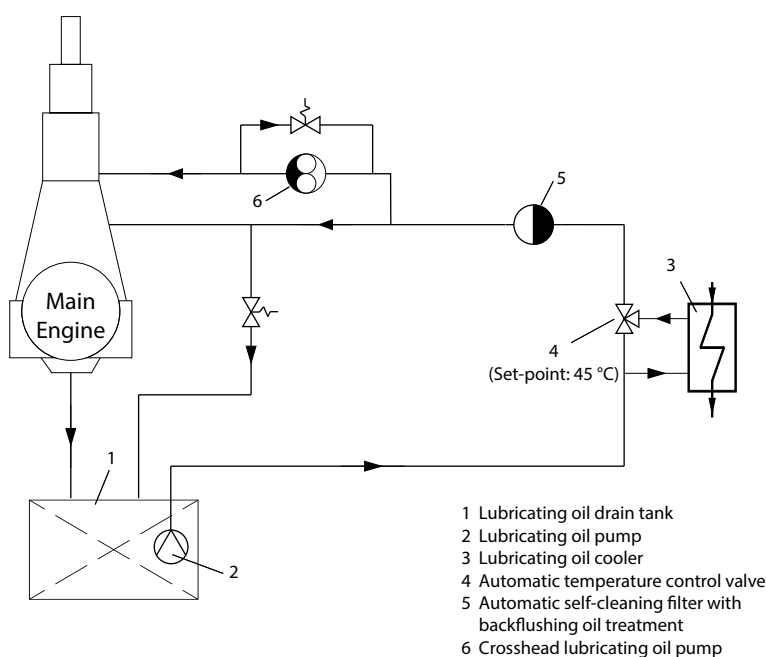 6
5
3
Main
Engine
4
(Set-point: 45 °C)
1
2
1 Lubricating oil drain tank
2 Lubricating oil pump
3 Lubricating oil cooler
4 Automatic temperature control valve
5 Automatic self-cleaning filter with
backflushing oil treatment
6 Crosshead lubricating oil pump